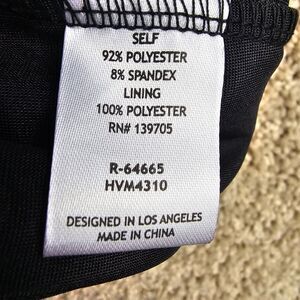 SELF
92% POLYESTER
8% SPANDEX
LINING
100% POLYESTER
RN# 139705
R-64665
HVM4310
DESIGNED IN LOS ANGELES
MADE IN CHINA